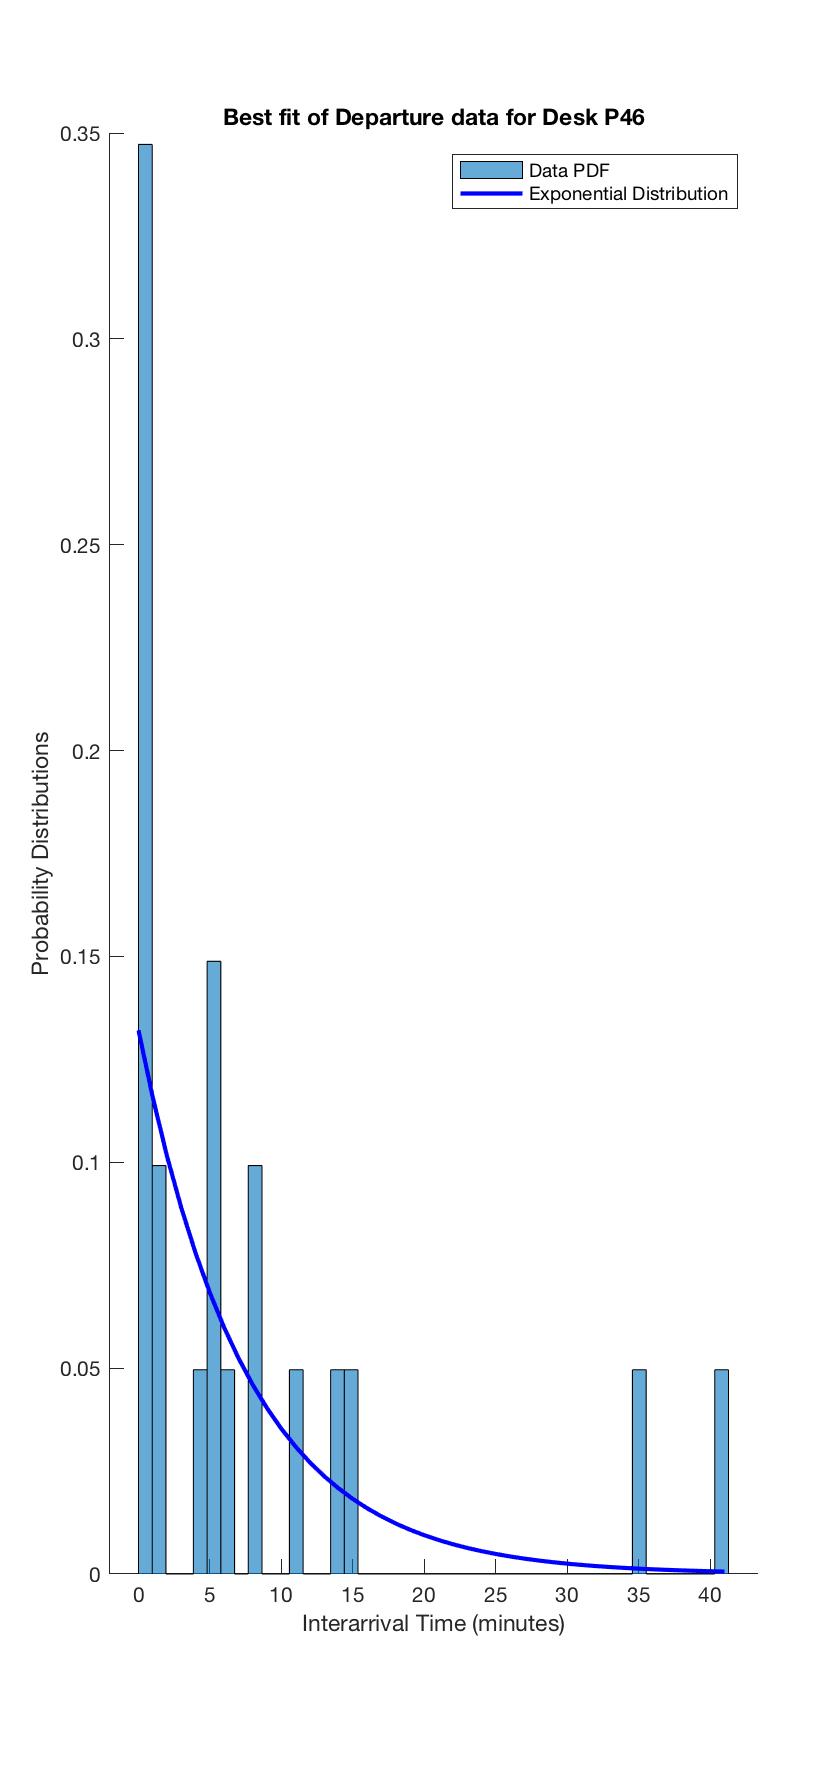 Best fit of Departure data for Desk P46
Data PDF
Exponential Distribution
0.35
0.3
0.25
0.2
0.15
0.1
0.05
0
Probability Distributions
0 5 10 15 20 25 30 35 40
Interarrival Time (minutes)